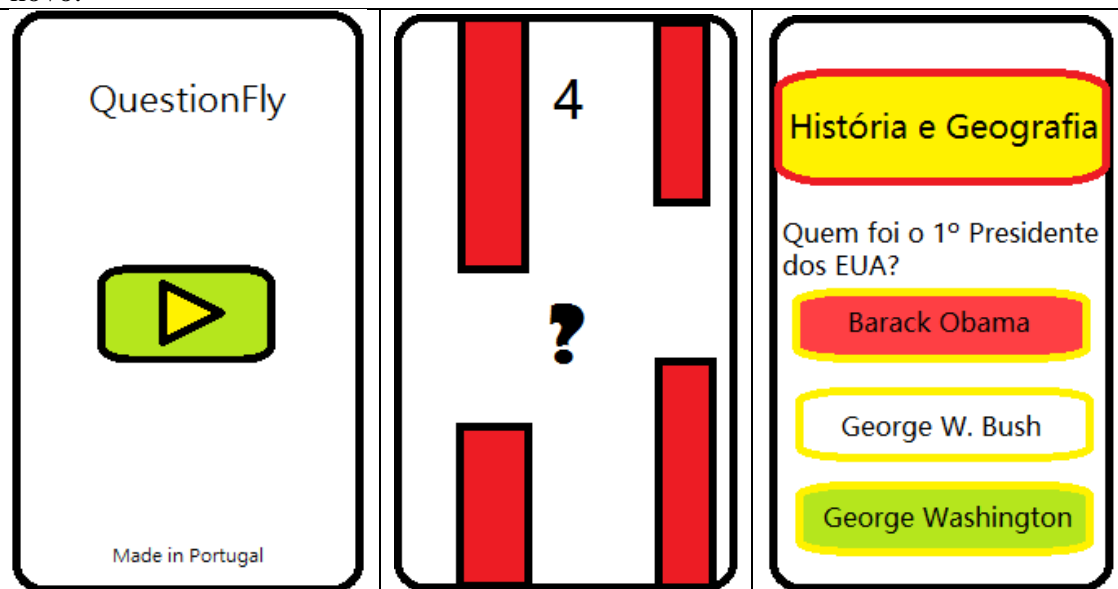 QuestionFly
Made in Portugal
4
?
História e Geografia
Quem foi o 1º Presidente
dos EUA?
Barack Obama
George W. Bush
George Washington